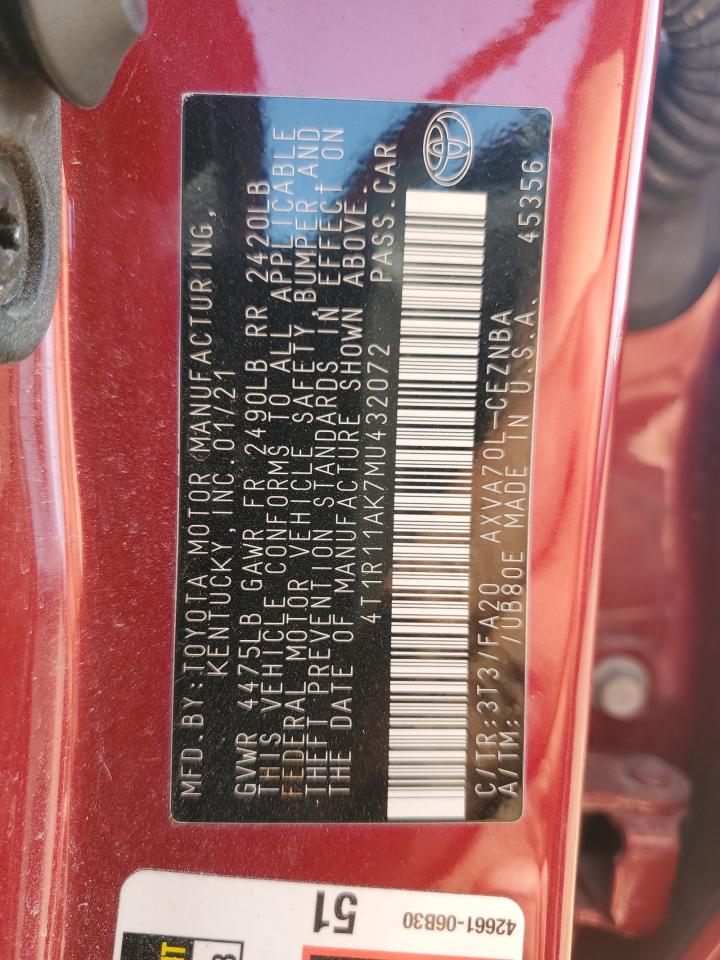 MFD.BY:TOYOTA MOTOR MANUFACTURING,
KENTUCKY, INC. 01/21
GVWR 4475LB GAWR FR 2490LB RR 2420LB
THIS VEHICLE CONFORMS TO ALL APPLICABLE
FEDERAL MOTOR VEHICLE SAFETY, BUMPER AND
THEFT PREVENTION STANDARDS IN EFFECT ON
THE DATE OF MANUFACTURE SHOWN ABOVE.
4T1R11AK7MU432072 PASS.CAR
C/TR:3T3/FA20 AXVA70L-CEZNBA
A/TM: /UB80E MADE IN U.S.A. 45356
51
42661-06B30